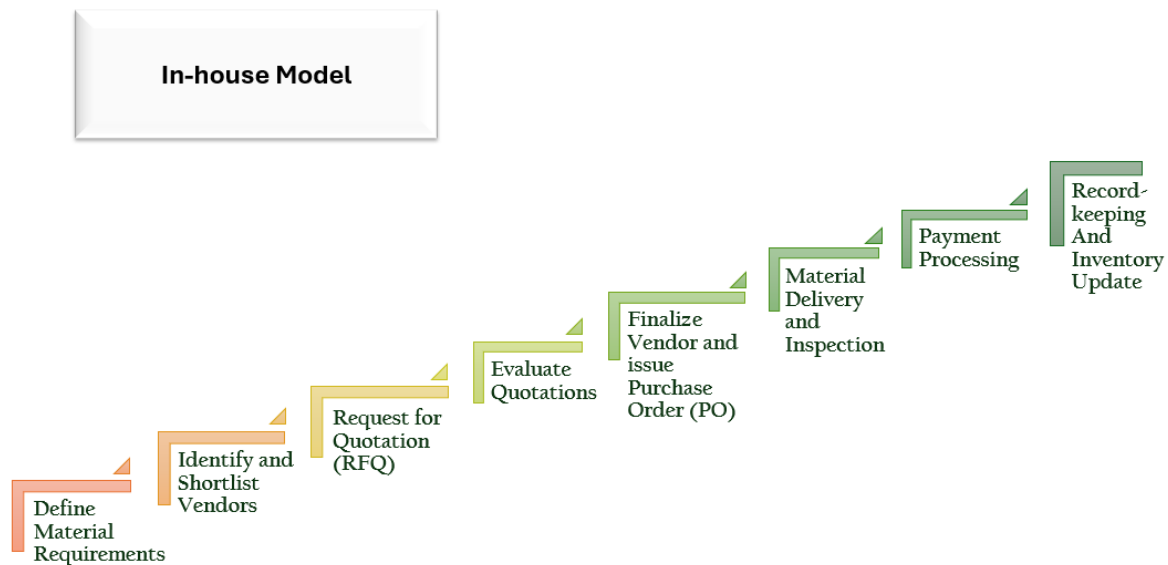 In-house Model
Define
Material
Requirements
Identify and
Shortlist
Vendors
Request for
Quotation
(RFQ)
Evaluate
Quotations
Finalize
Vendor and
issue
Purchase
Order (PO)
Material
Delivery
and
Inspection
Payment
Processing
Record-
keeping
And
Inventory
Update